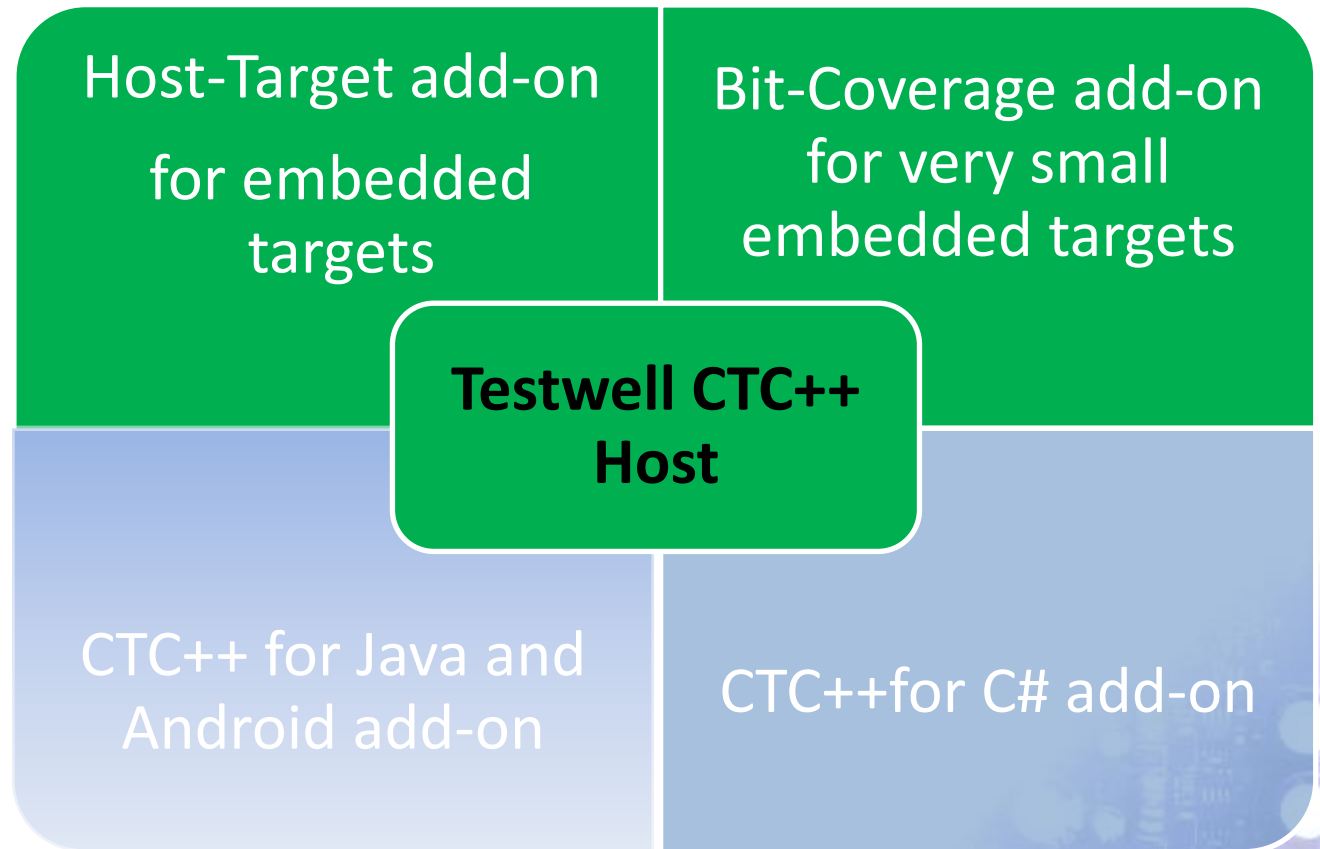 Host-Target add-on
for embedded
targets
Bit-Coverage add-on
for very small
embedded targets
Testwell CTC++
Host
CTC++ for Java and
Android add-on
CTC++for C# add-on